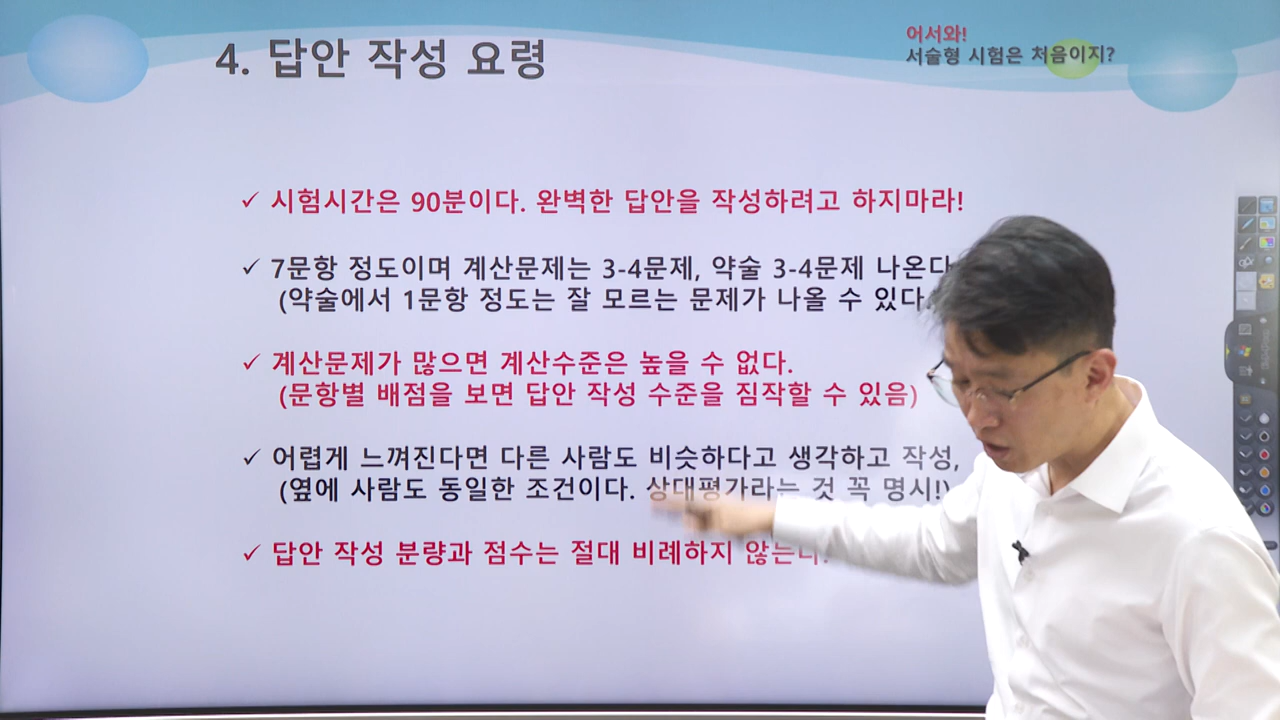 4. 답안 작성 요령
어서와!
서술형 시험은 처음이지?
✓ 시험시간은 90분이다. 완벽한 답안을 작성하려고 하지마라!
✓ 7문항 정도이며 계산문제는 3-4문제, 약술 3-4문제 나온다
(약술에서 1문항 정도는 잘 모르는 문제가 나올 수 있다.
✓ 계산문제가 많으면 계산수준은 높을 수 없다.
(문항별 배점을 보면 답안 작성 수준을 짐작할 수 있음)
✓ 어렵게 느껴진다면 다른 사람도 비슷하다고 생각하고 작성,
(옆에 사람도 동일한 조건이다. 상대평가라는 것 꼭 명시!)
✓ 답안 작성 분량과 점수는 절대 비례하지 않는다.